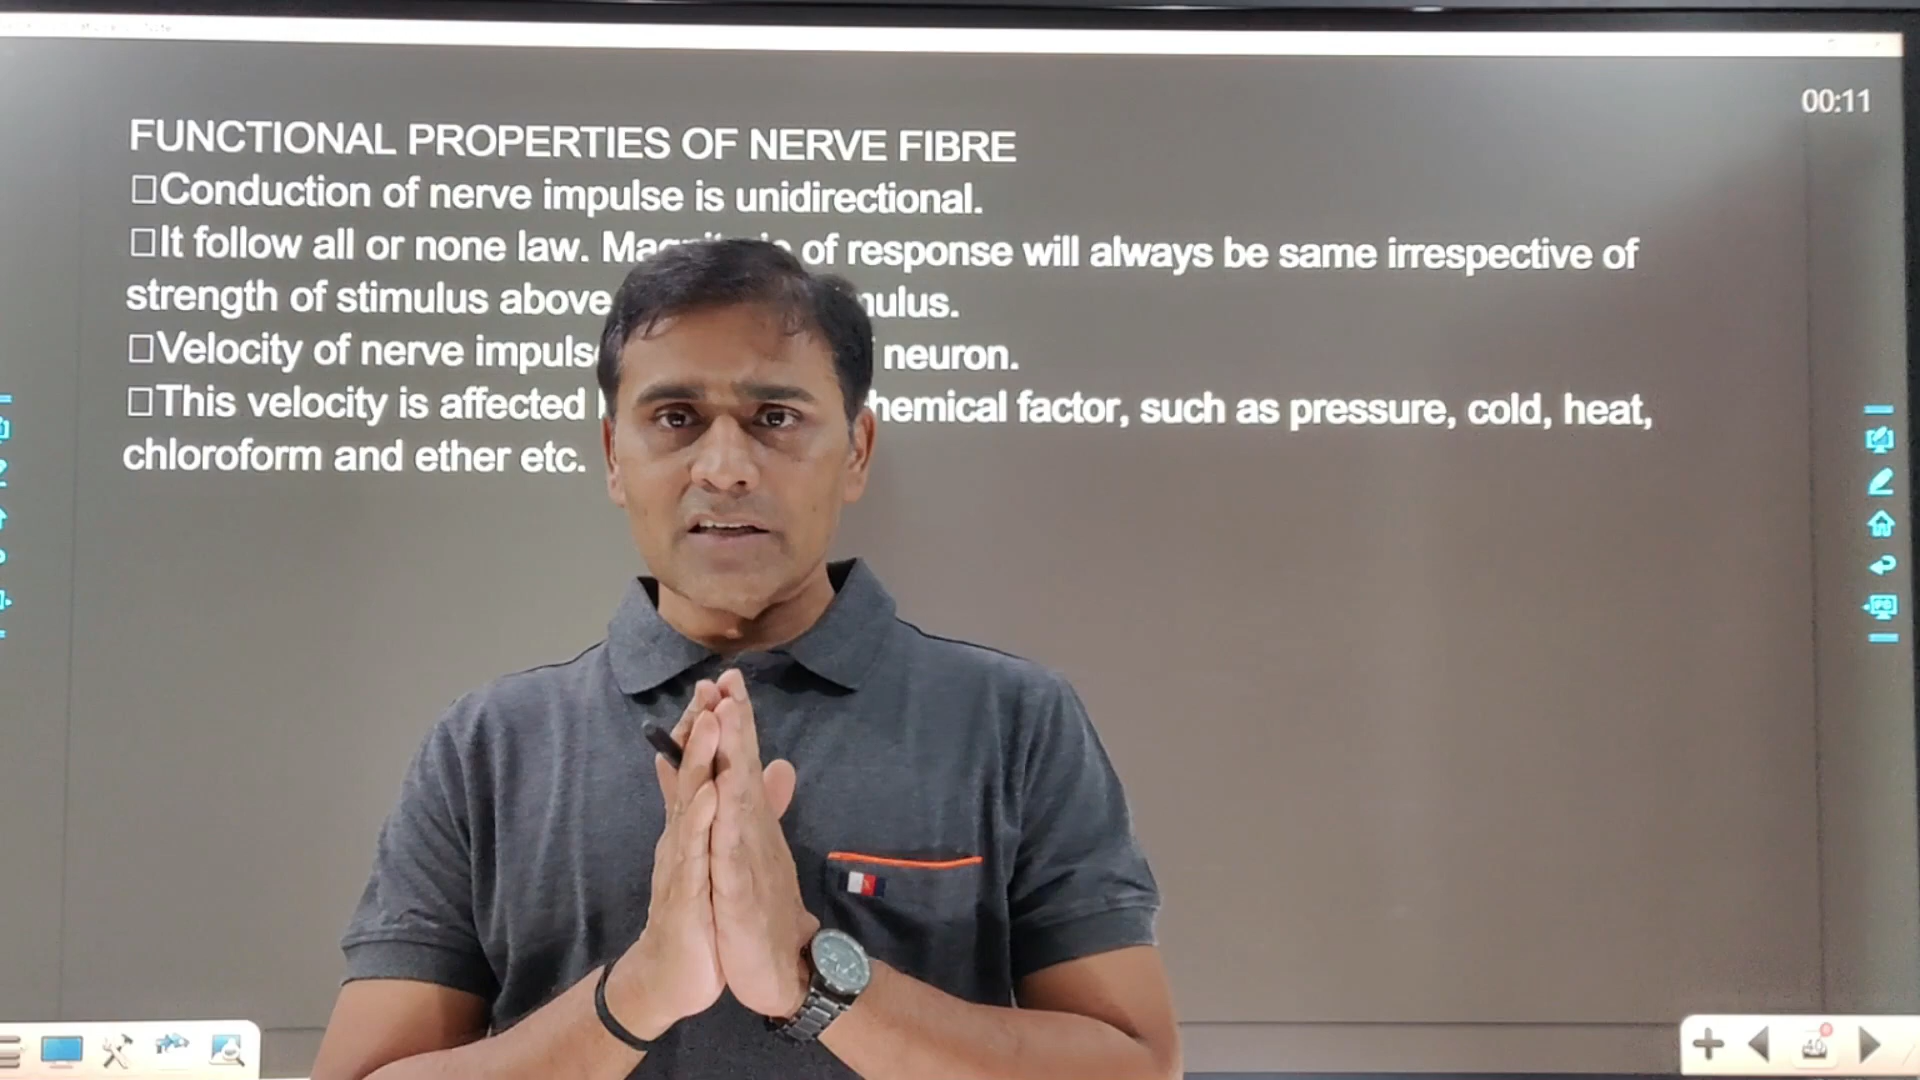 00:11
FUNCTIONAL PROPERTIES OF NERVE FIBRE
□Conduction of nerve impulse is unidirectional.
□It follow all or none law. of response will always be same irrespective of
strength of stimulus above
□Velocity of nerve neuron.
□This velocity is affected factor, such as pressure, cold, heat,
chloroform and ether etc.
40